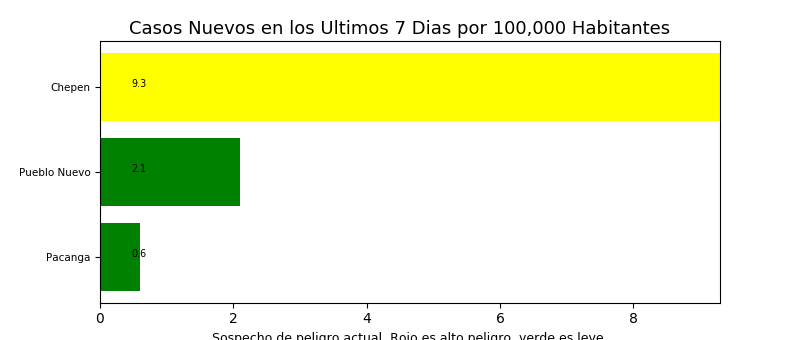 Casos Nuevos en los Ultimos 7 Dias por 100,000 Habitantes
Chepen 9.3
Pueblo Nuevo 2.1
Pacanga 0.6
0 2 4 6 8
Sospecho de peligro actual. Rojo es alto peligro, verde es leve